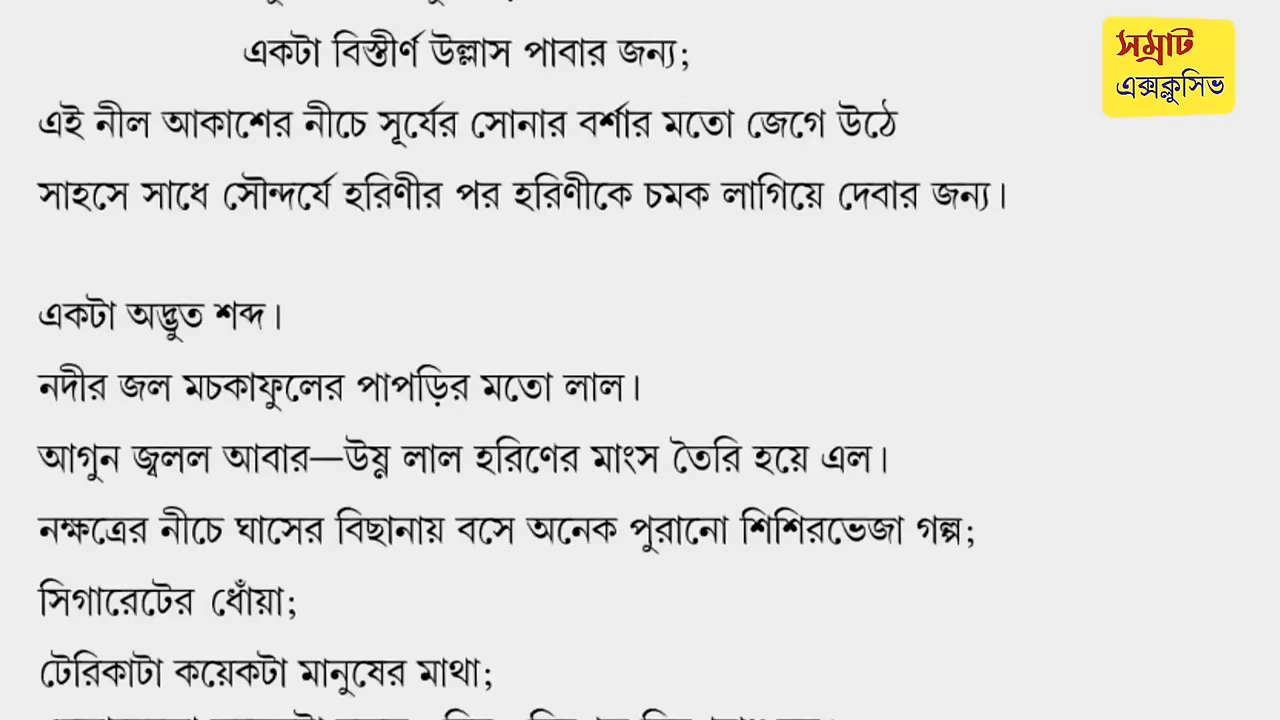 একটা বিস্তীর্ণ উল্লাস পাবার জন্য;
এই নীল আকাশের নীচে সূর্যের সোনার বর্শার মতো জেগে উঠে
সাহসে সাধে সৌন্দর্যে হরিণীর পর হরিণীকে চমক লাগিয়ে দেবার জন্য।
একটা অদ্ভুত শব্দ।
নদীর জল মচকাফুলের পাপড়ির মতো লাল।
আগুন জ্বলল আবার—উষ্ণ লাল হরিণের মাংস তৈরি হয়ে এল।
নক্ষত্রের নীচে ঘাসের বিছানায় বসে অনেক পুরানো শিশিরভেজা গল্প;
সিগারেটের ধোঁয়া;
টেরিকাটা কয়েকটা মানুষের মাথা;
সম্রাট
এক্সক্লুসিভ